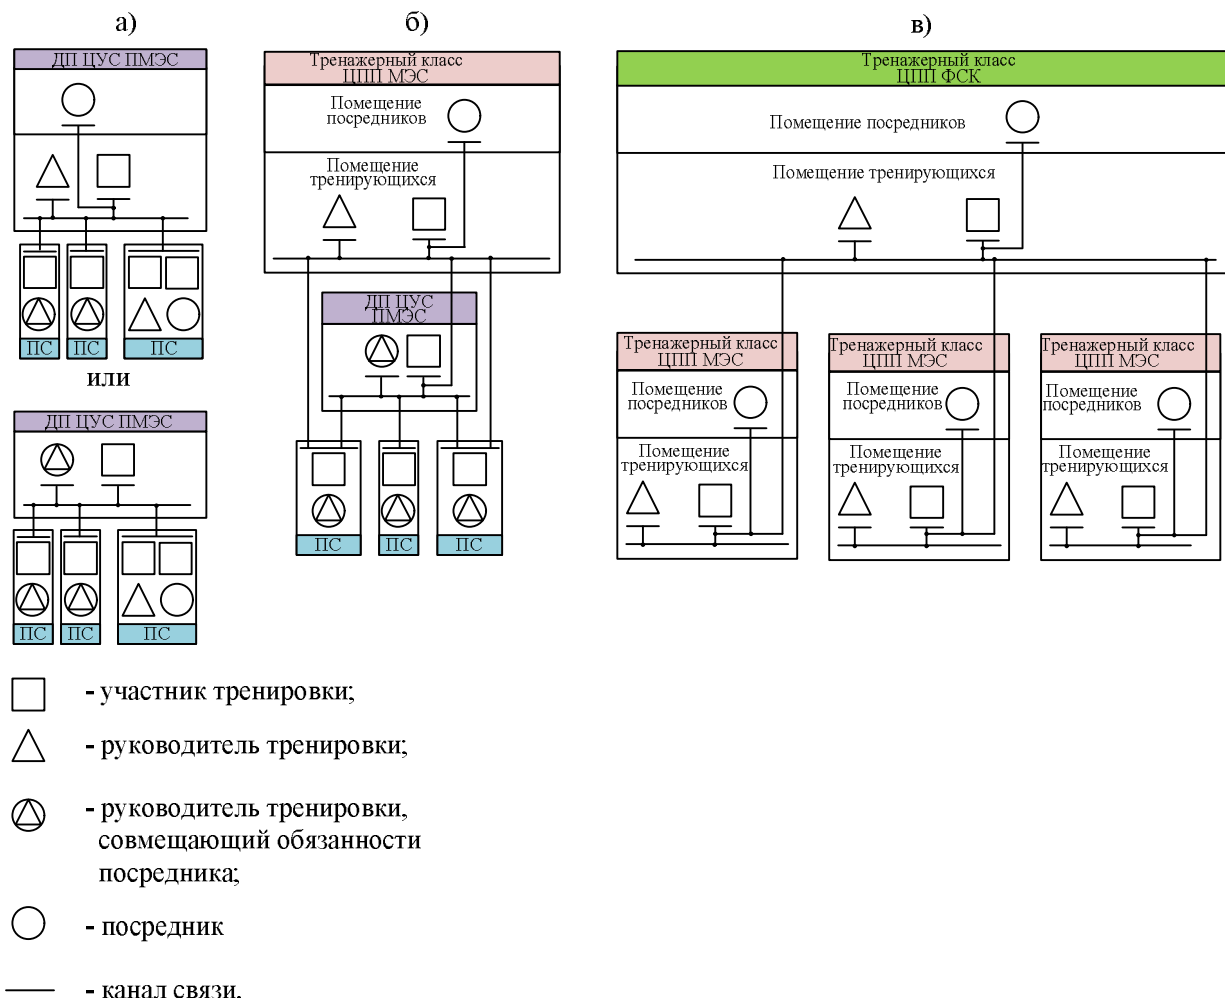 а)
ДП ЦУС ПМЭС
ПС
ПС
ПС
или
ДП ЦУС ПМЭС
ПС
ПС
ПС
б)
Тренажерный класс
ЦПП МЭС
Помещение
посредников
Помещение
тренирующихся
ДП ЦУС
ПМЭС
ПС
ПС
ПС
в)
Тренажерный класс
ЦПП ФСК
Помещение посредников
Помещение тренирующихся
Тренажерный класс
ЦПП МЭС
Помещение
посредников
Помещение
тренирующихся
Тренажерный класс
ЦПП МЭС
Помещение
посредников
Помещение
тренирующихся
Тренажерный класс
ЦПП МЭС
Помещение
посредников
Помещение
тренирующихся
- участник тренировки;
- руководитель тренировки;
- руководитель тренировки,
совмещающий обязанности
посредника;
- посредник
- канал связи.